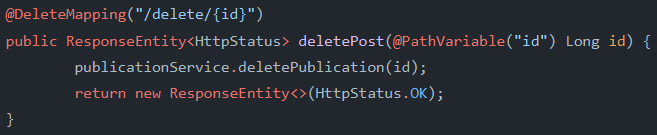 @DeleteMapping("/delete/{id}")
public ResponseEntity<HttpStatus> deletePost(@PathVariable("id") Long id) {
        publicationService.deletePublication(id);
        return new ResponseEntity<>(HttpStatus.OK);
}